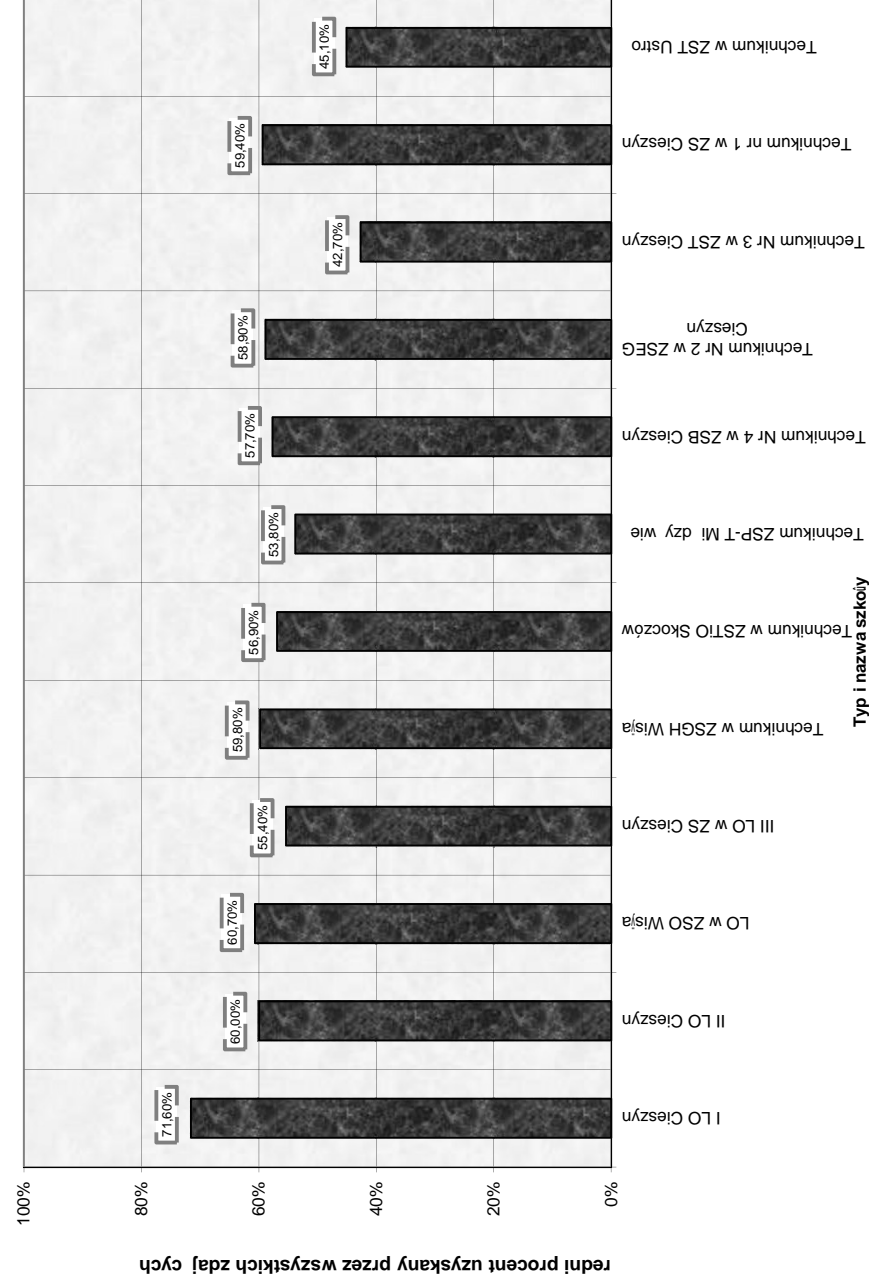 redni procent uzyskany przez wszystkich zdaj cych
100%
80%
60%
40%
20%
0%
71,60%
60,00%
60,70%
55,40%
59,80%
56,90%
53,80%
57,70%
58,90%
42,70%
59,40%
45,10%
I LO Cieszyn
II LO Cieszyn
LO w ZSO Wisła
III LO w ZS Cieszyn
Technikum w ZSGH Wisła
Technikum w ZSTiO Skoczów
Technikum ZSP-T Mi dzy wie
Technikum Nr 4 w ZSB Cieszyn
Technikum Nr 2 w ZSEG
Cieszyn
Technikum Nr 3 w ZST Cieszyn
Technikum nr 1 w ZS Cieszyn
Technikum w ZST Ustro
Typ i nazwa szkoły